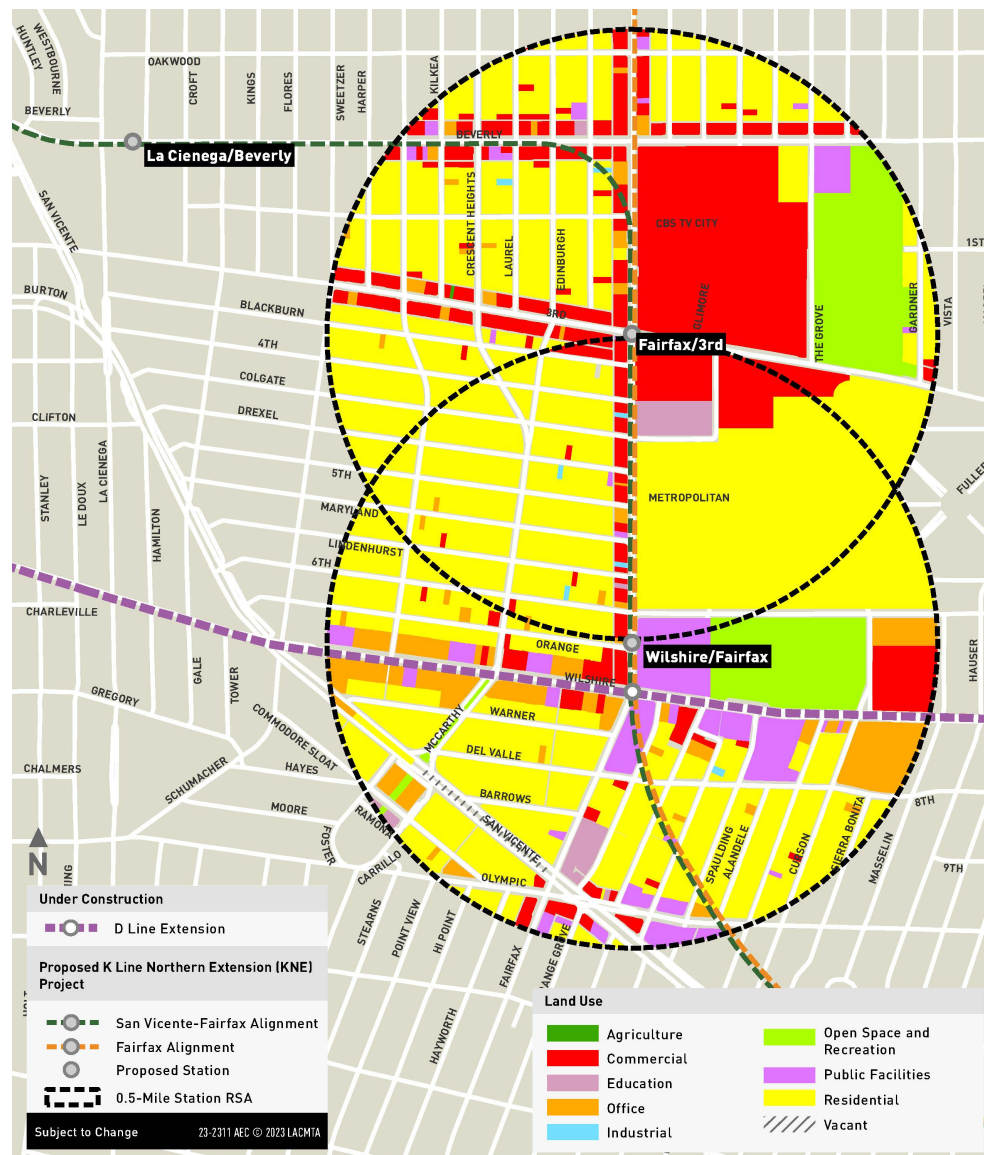 HUNTLEY
WESTBOURNE
OAKWOOD
CROFT
KINGS
FLORES
SWEETZER
HARPER
KILKEA
BEVERLY
BEVERLY
La Cienega/Beverly
SAN VICENTE
CRESCENT HEIGHTS
LAUREL
EDINBURGH
CBS TV CITY
1ST
BURTON
BLACKBURN
3RD
GLIMORE
THE GROVE
GARDNER
VISTA
4TH
Fairfax/3rd
COLGATE
CLIFTON
DREXEL
STANLEY
LE DOUX
LA CIENEGA
HAMILTON
5TH
METROPOLITAN
FULLER
MARYLAND
LINDENHURST
6TH
CHARLEVILLE
ORANGE
Wilshire/Fairfax
HAUSER
GALE
TOWER
WILSHIRE
GREGORY
COMMODORE SLOAT
MCCARTHY
WARNER
DEL VALLE
CHALMERS
SCHUMACHER
HAYES
BARROWS
8TH
MOORE
RAMONA
FOSTER
SAN VICENTE
SPAULDING
ALANDELE
CURSON
SIERRA BONITA
MASSELIN
9TH
N
CARRILLO
OLYMPIC
STEARNS
POINT VIEW
HI POINT
FAIRFAX
HAYWORTH
Under Construction
D Line Extension
Proposed K Line Northern Extension (KNE)
Project
San Vicente-Fairfax Alignment
Fairfax Alignment
Proposed Station
0.5-Mile Station RSA
Subject to Change 23-2311 AEC © 2023 LACMTA
Land Use
Agriculture
Commercial
Education
Office
Industrial
Open Space and
Recreation
Public Facilities
Residential
Vacant